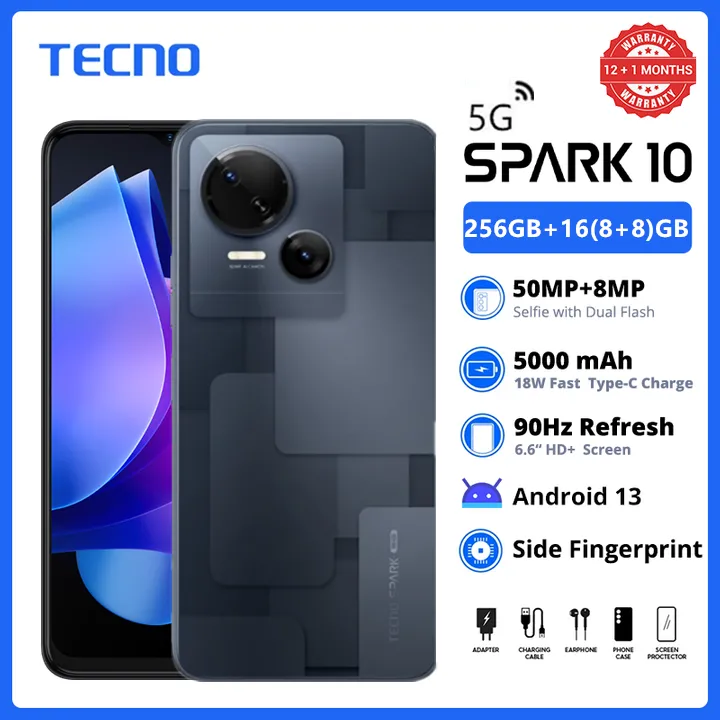 TECNO
WARRANTY
12 + 1 MONTHS
WARRANTY
5G
SPARK 10
256GB+16(8+8)GB
50MP+8MP
Selfie with Dual Flash
5000 mAh
18W Fast Type-C Charge
90Hz Refresh
6.6“ HD+ Screen
Android 13
Side Fingerprint
TECNO SPARK
ADAPTER
CHARGING
CABLE
EARPHONE
PHONE
CASE
SCREEN
PROCTECTOR